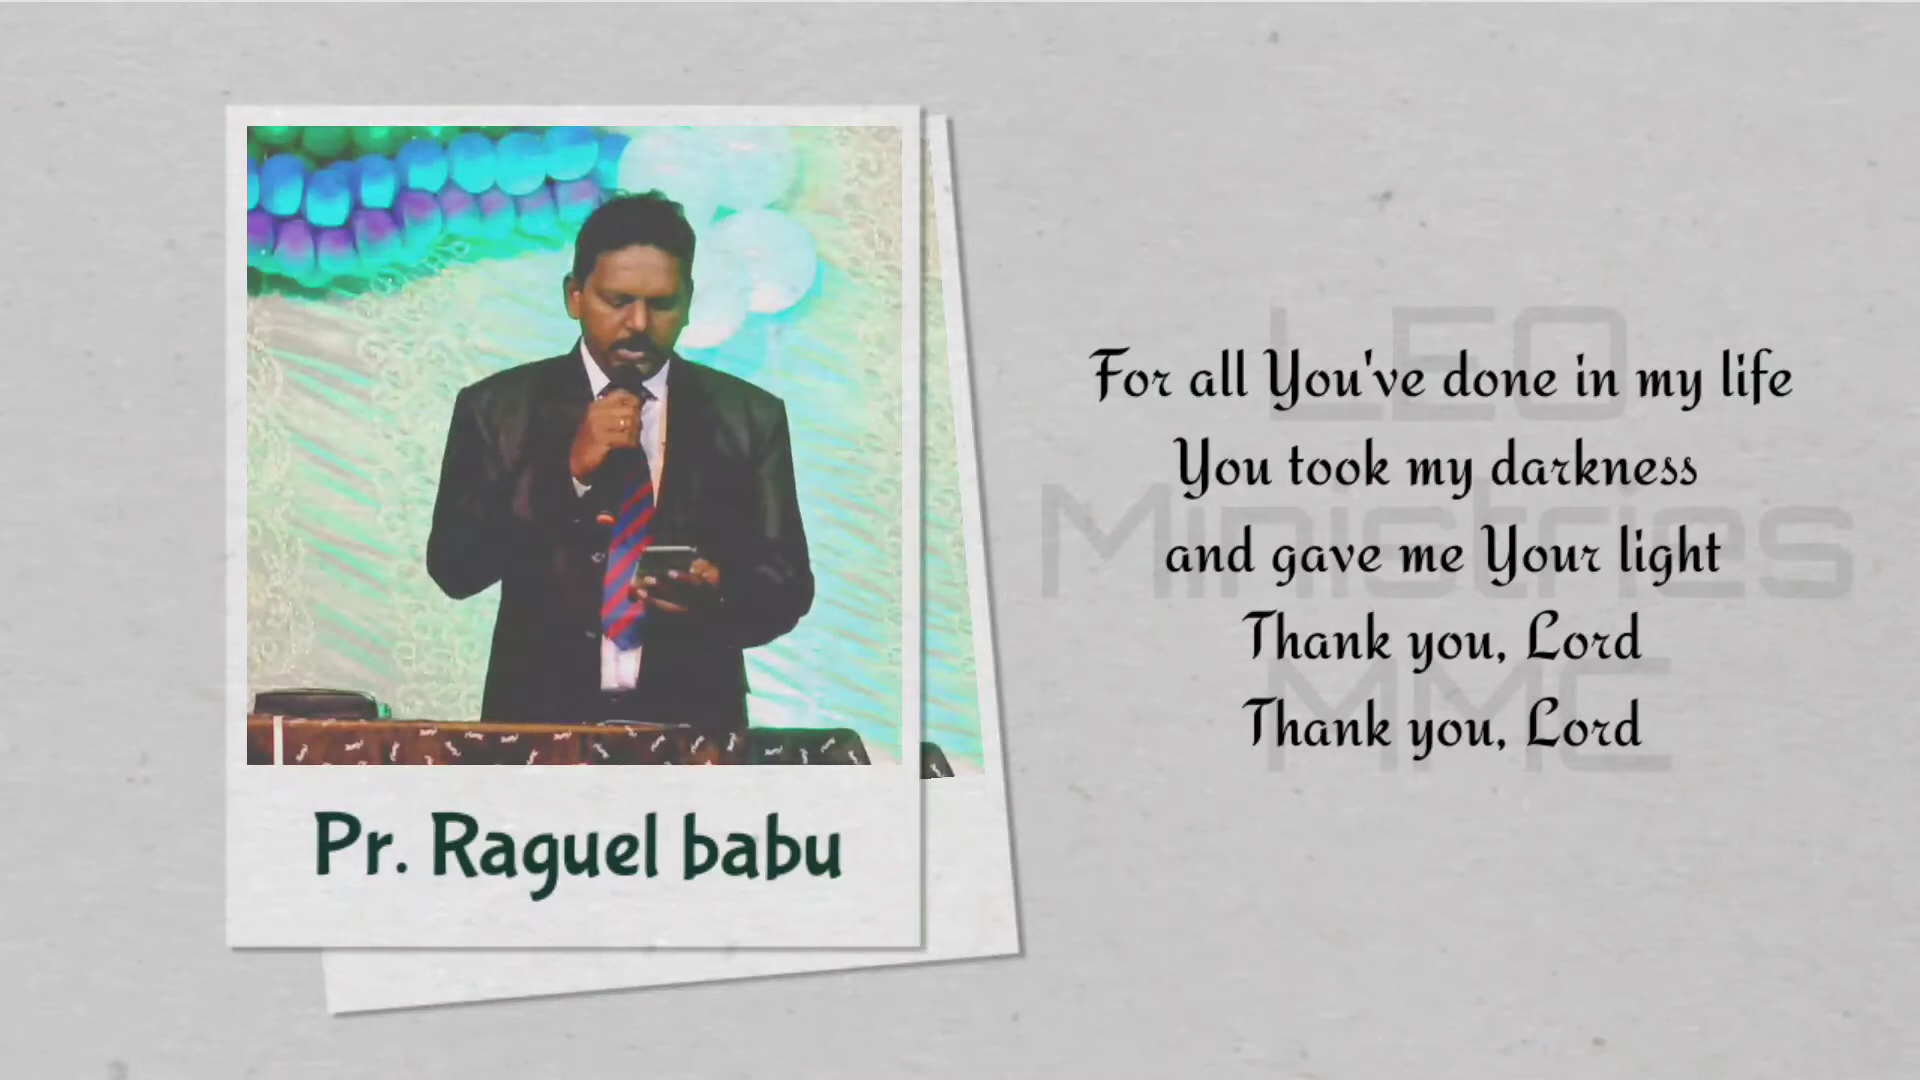 Pr. Raguel babu
For all You've done in my life
You took my darkness
and gave me Your light
Thank you, Lord
Thank you, Lord
LEO
Ministries
MMC